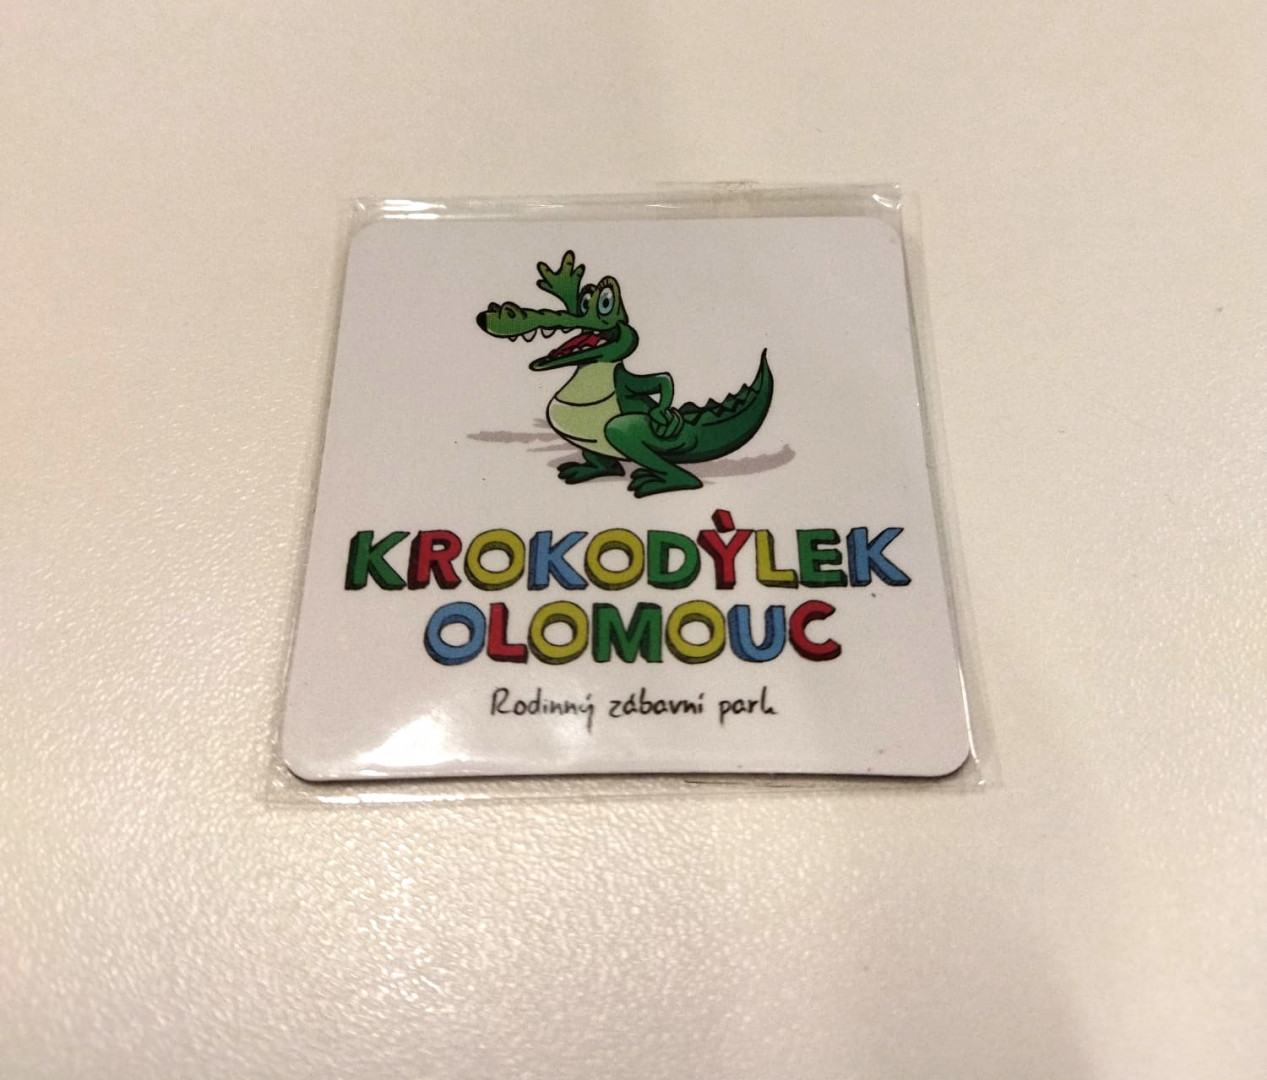 KROKODÝLEK
OLOMOUC
Rodinný zábavní park